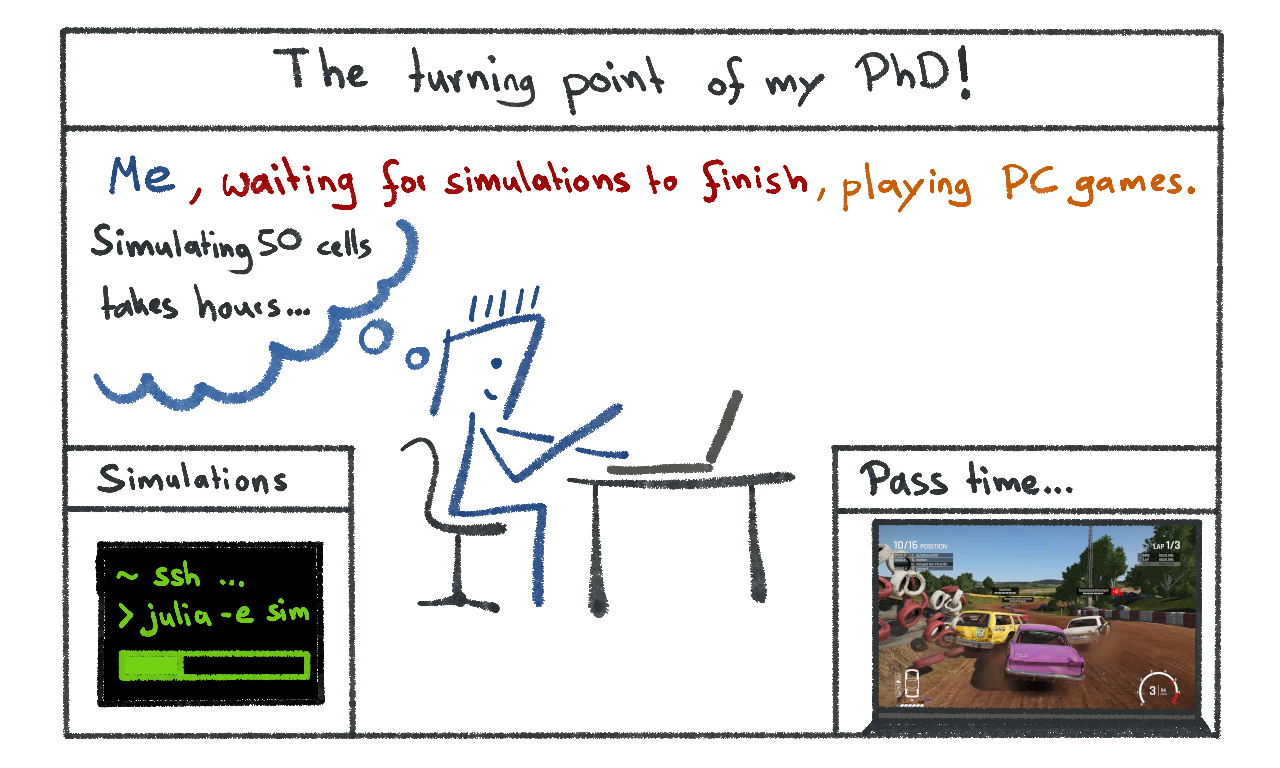 The turning point of my PhD!
Me, waiting for simulations to finish, playing PC games.
Simulating 50 cells
takes hours...
Simulations
~ ssh ...
> julia -e sim
Pass time...
10/16 POSITION
LAP 1/3
3